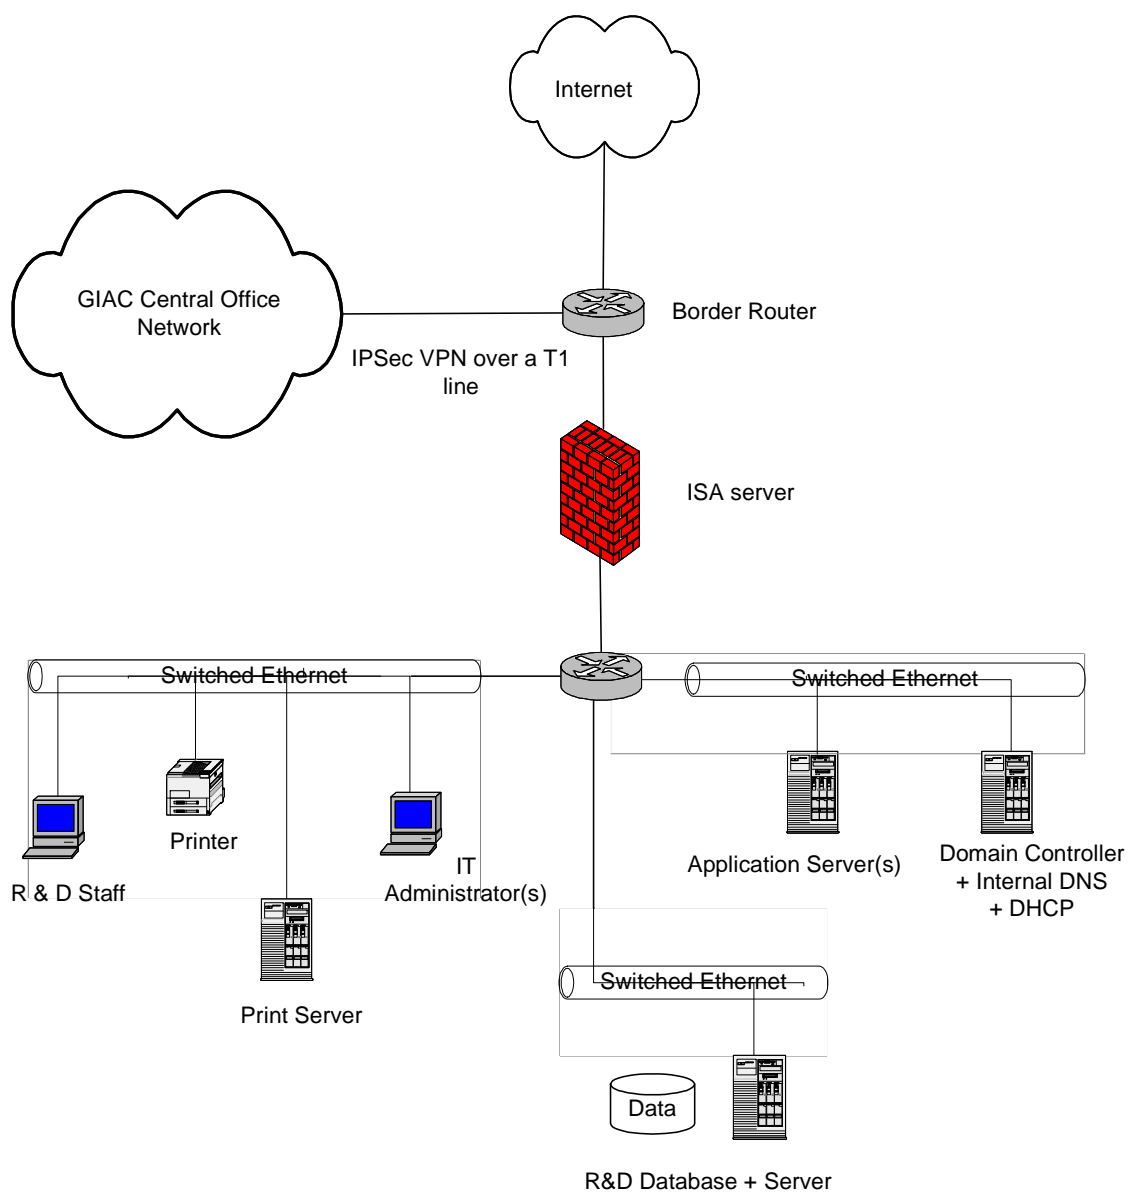 Internet
GIAC Central Office
Network
Border Router
IPSec VPN over a T1
line
ISA server
Switched Ethernet
Switched Ethernet
Printer
R & D Staff
IT
Administrator(s)
Application Server(s)
Domain Controller
+ Internal DNS
+ DHCP
Print Server
Switched Ethernet
Data
R&D Database + Server